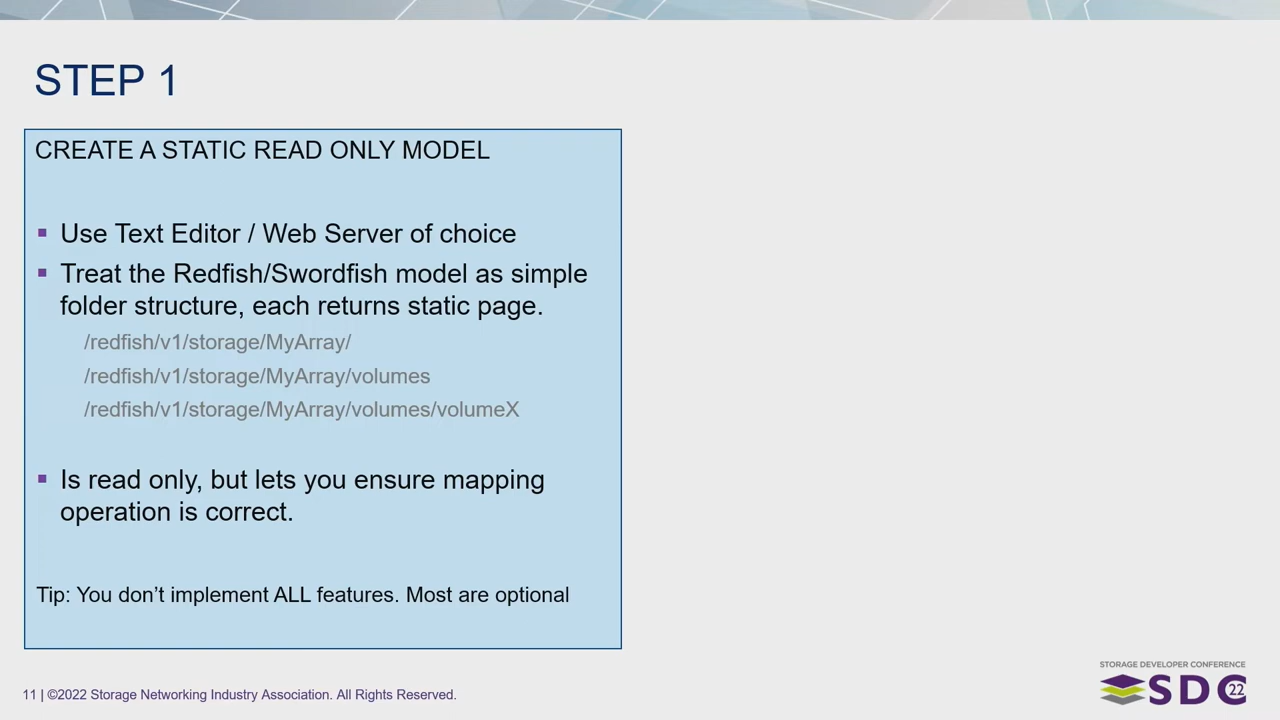 STEP 1
CREATE A STATIC READ ONLY MODEL
▪ Use Text Editor / Web Server of choice
▪ Treat the Redfish/Swordfish model as simple
folder structure, each returns static page.
/redfish/v1/storage/MyArray/
/redfish/v1/storage/MyArray/volumes
/redfish/v1/storage/MyArray/volumes/volumeX
▪ Is read only, but lets you ensure mapping
operation is correct.
Tip: You don’t implement ALL features. Most are optional
11 | ©2022 Storage Networking Industry Association. All Rights Reserved.
STORAGE DEVELOPER CONFERENCE
SDC 22